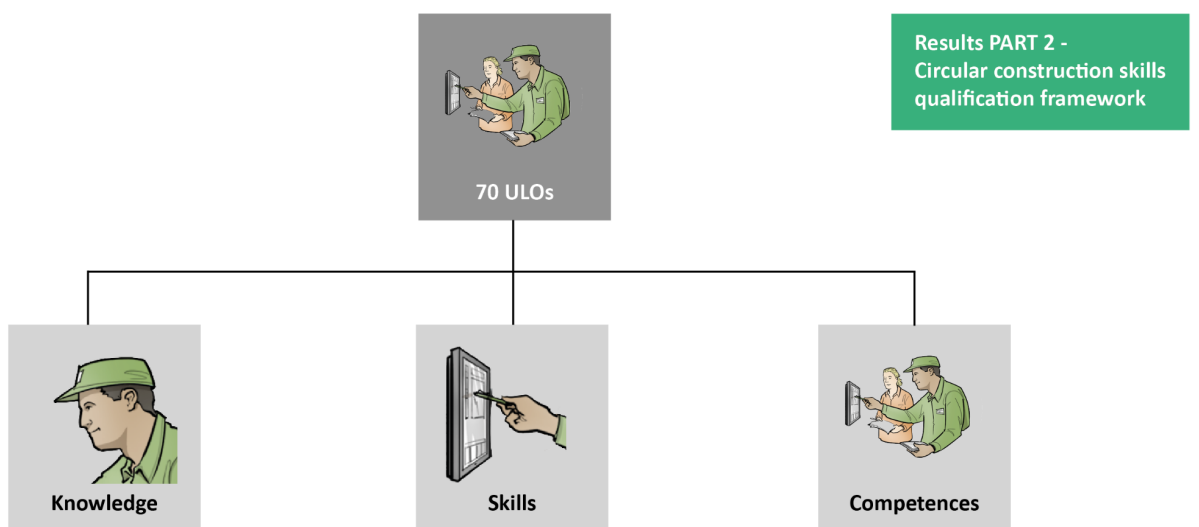 Results PART 2 -
Circular construction skills
qualification framework
70 ULOs
Knowledge
Skills
Competences